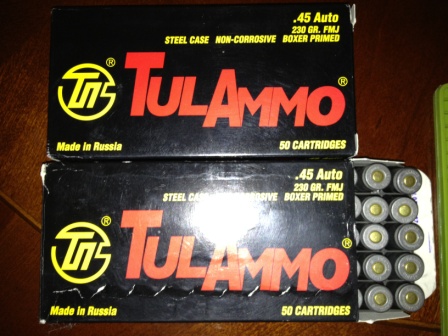 .45 Auto
230 GR. FMJ
STEEL CASE NON-CORROSIVE BOXER PRIMED
TulAmmo®
Made in Russia
50 CARTRIDGES
.45 Auto
230 GR. FMJ
STEEL CASE NON-CORROSIVE BOXER PRIMED
TulAmmo®
Made in Russia
50 CARTRIDGES